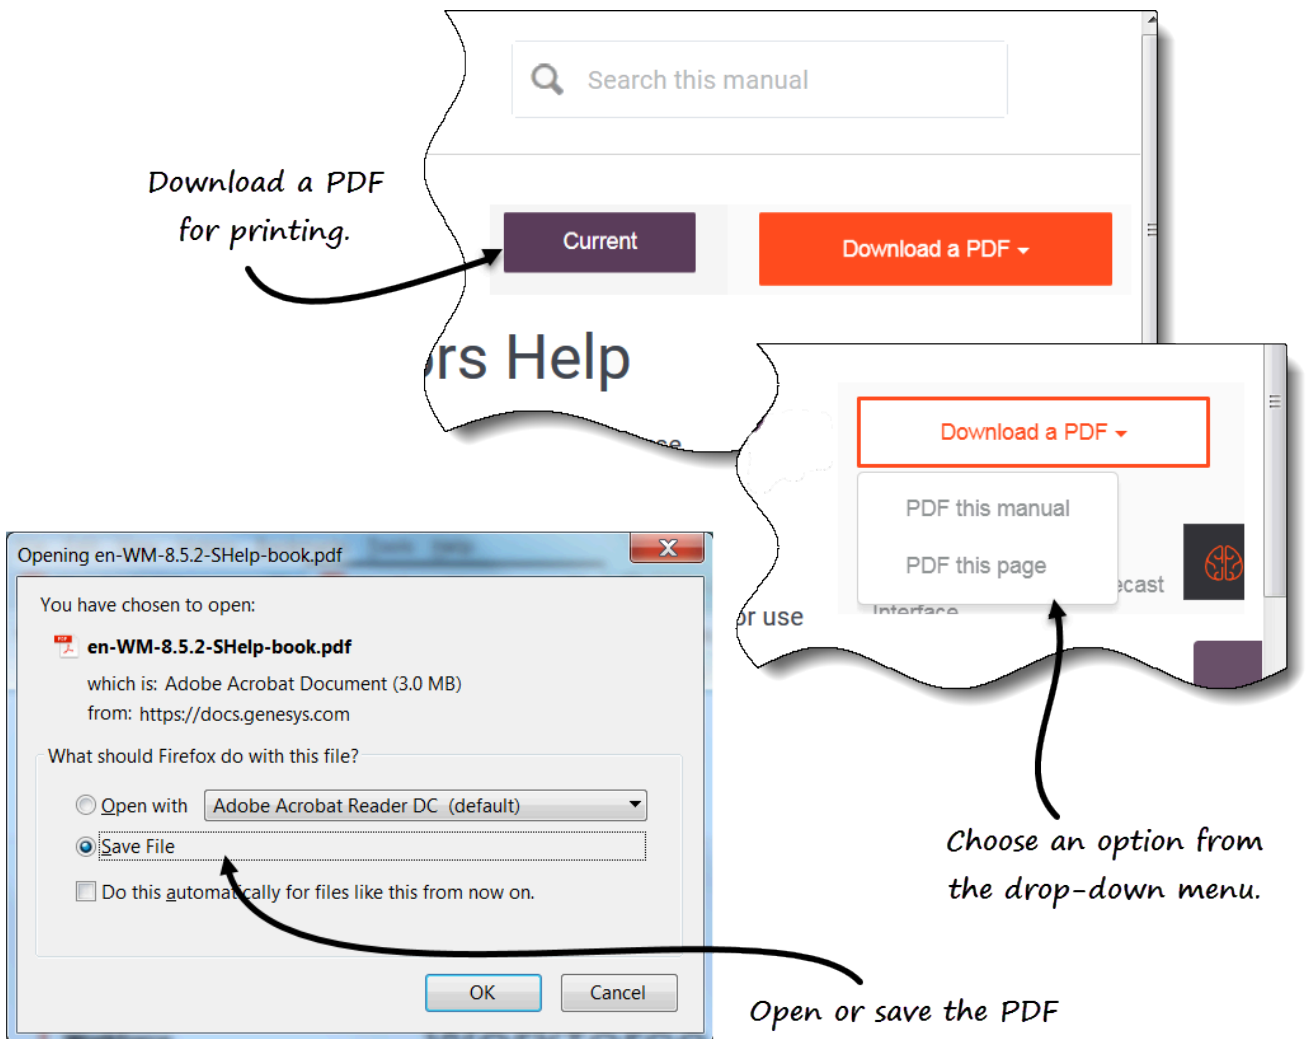 Search this manual
Download a PDF
for printing.
Current
Download a PDF
rs Help
Download a PDF
PDF this manual
PDF this page
ecast
Interface
or use
Opening en-WM-8.5.2-SHelp-book.pdf
X
You have chosen to open:
PDF
en-WM-8.5.2-SHelp-book.pdf
which is: Adobe Acrobat Document (3.0 MB)
from: https://docs.genesys.com
What should Firefox do with this file?
Open with Adobe Acrobat Reader DC (default)
Save File
Do this automatically for files like this from now on.
OK Cancel
Choose an option from
the drop-down menu.
Open or save the PDF